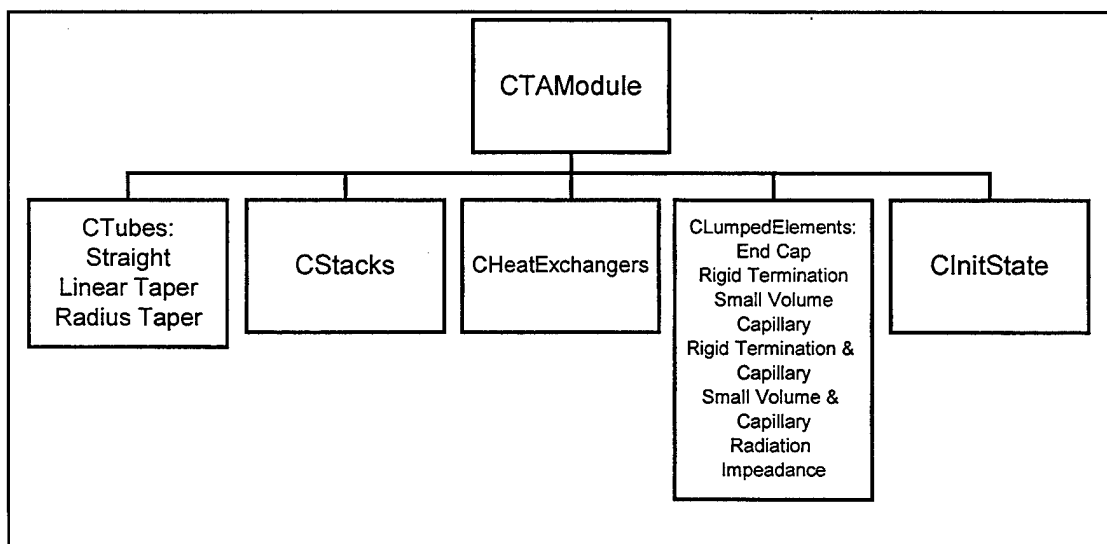 CTAModule
CTubes:
Straight
Linear Taper
Radius Taper
CStacks
CHeatExchangers
CLumpedElements:
End Cap
Rigid Termination
Small Volume
Capillary
Rigid Termination &
Capillary
Small Volume &
Capillary
Radiation
Impeadance
CInitState